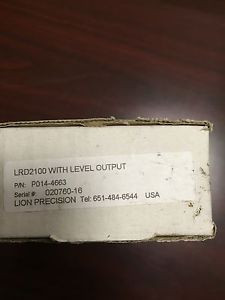 LRD2100 WITH LEVEL OUTPUT
P/N: P014-4663
Serial #: 020760-16
LION PRECISION Tel: 651-484-6544 USA